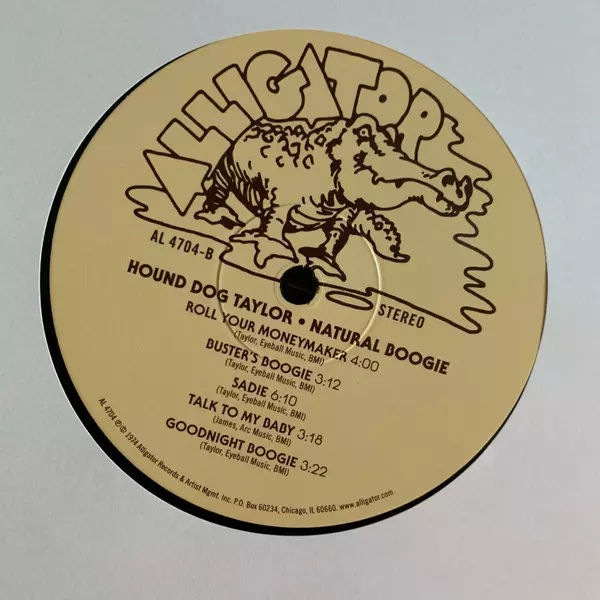 ALLIGATOR
AL 4704-B
STEREO
HOUND DOG TAYLOR • NATURAL BOOGIE
ROLL YOUR MONEYMAKER 4:00
(Taylor, Eyeball Music, BMI)
BUSTER'S BOOGIE 3:12
(Taylor, Eyeball Music, BMI)
SADIE 6:10
(Taylor, Eyeball Music, BMI)
TALK TO MY BABY 3:18
(James, Arc Music, BMI)
GOODNIGHT BOOGIE 3:22
(Taylor, Eyeball Music, BMI)
AL 4704 ℗© 1974 Alligator Records & Artist Mgmt. Inc. P.O. Box 60234, Chicago, IL 60660. www.alligator.com